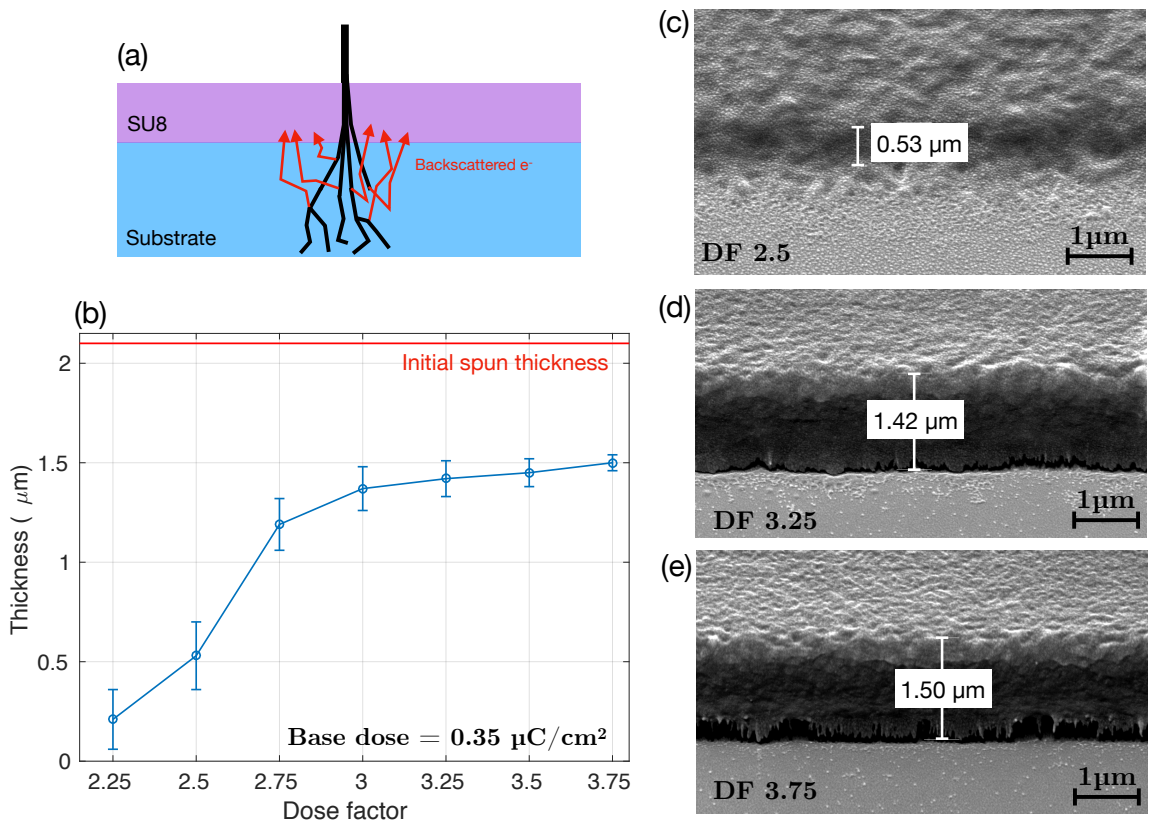 (a)
SU8
Backscattered e⁻
Substrate
(b)
Initial spun thickness
Thickness ( μm)
2
1.5
1
0.5
0
2.25 2.5 2.75 3 3.25 3.5 3.75
Base dose = 0.35 µC/cm²
Dose factor
(c)
0.53 µm
DF 2.5
1µm
(d)
1.42 µm
DF 3.25
1µm
(e)
1.50 µm
DF 3.75
1µm